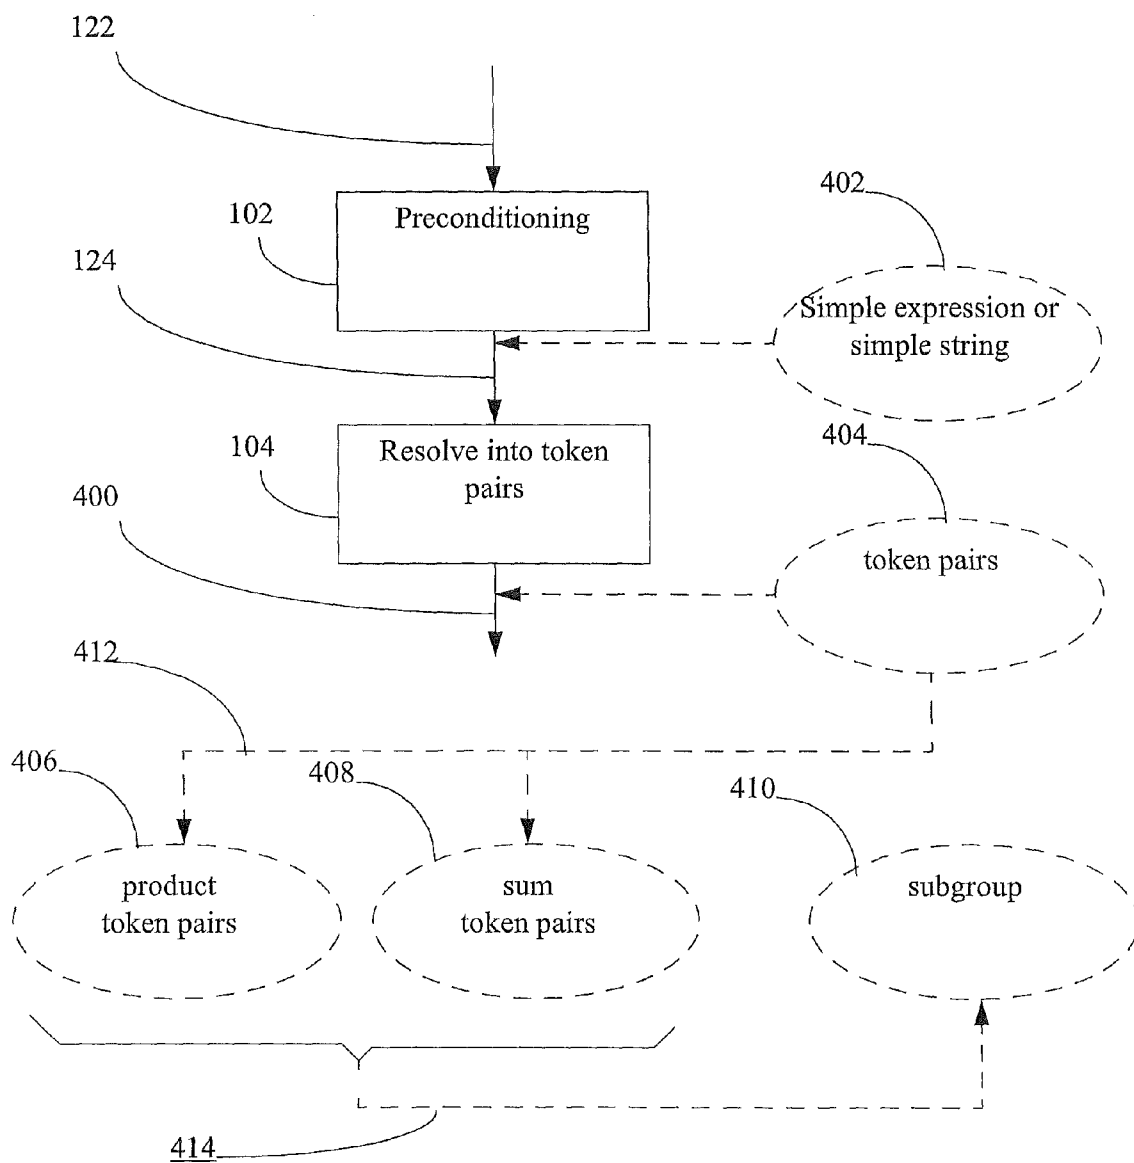 122
402
102
Preconditioning
124
Simple expression or
simple string
404
104
Resolve into token
pairs
400
token pairs
412
406
408
410
product
token pairs
sum
token pairs
subgroup
414